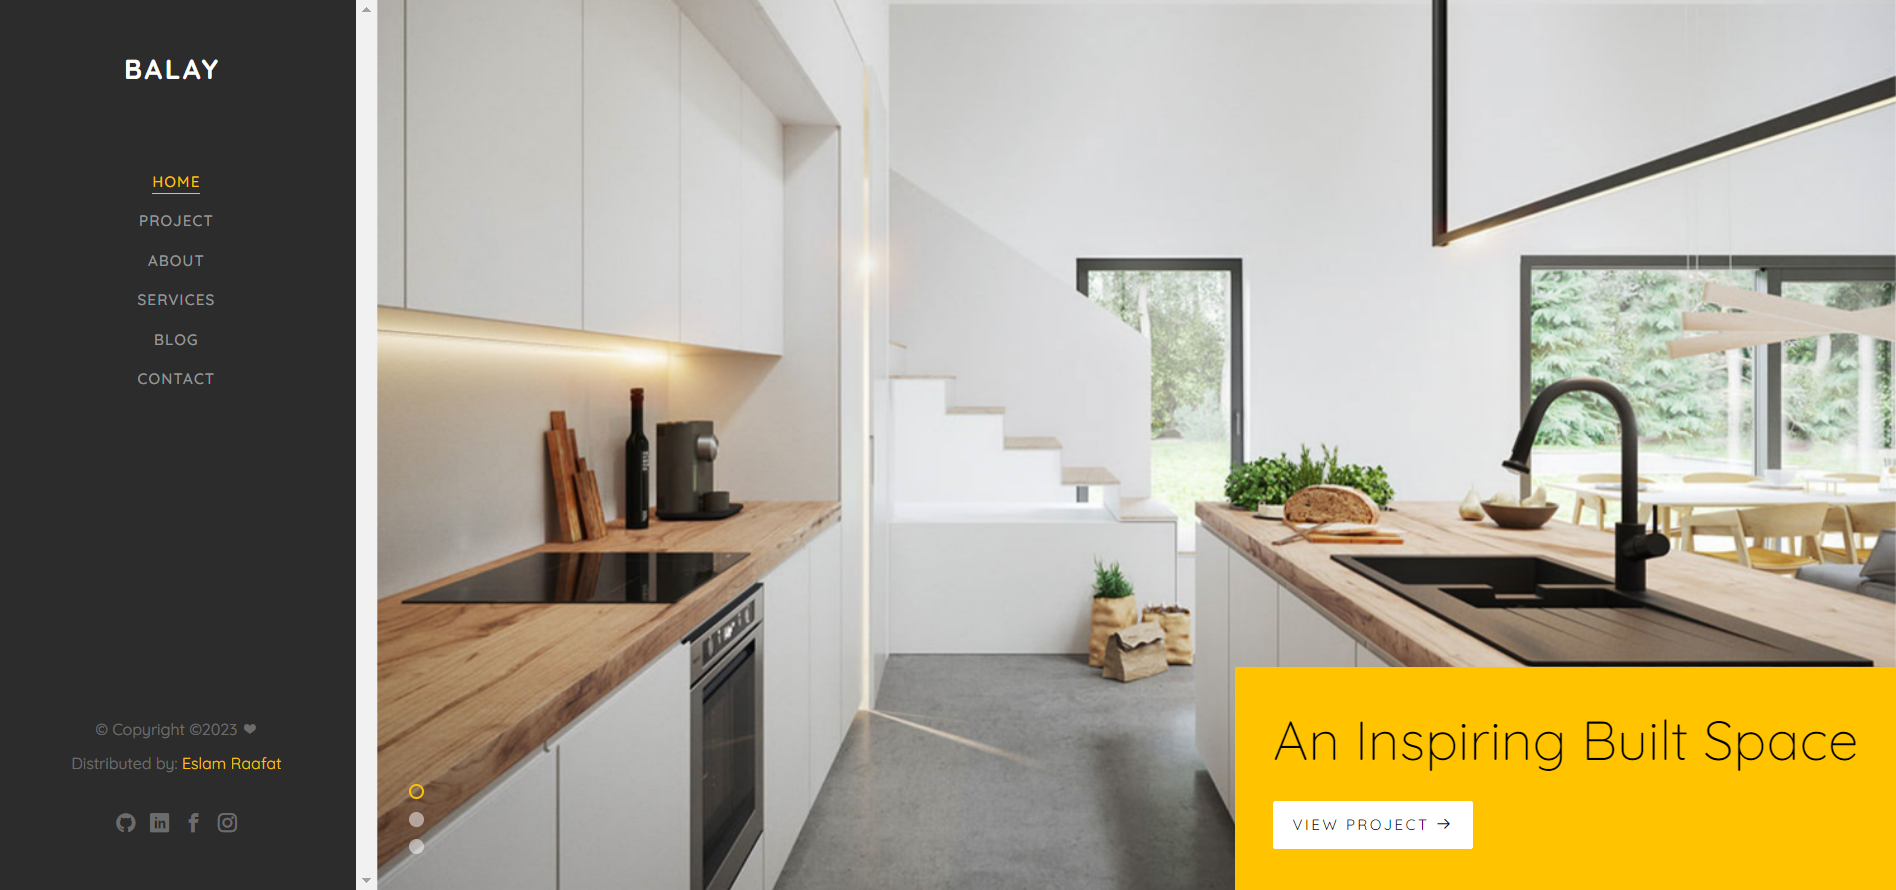 BALAY
HOME
PROJECT
ABOUT
SERVICES
BLOG
CONTACT
© Copyright ©2023 ❤
Distributed by: Eslam Raafat
An Inspiring Built Space
VIEW PROJECT →